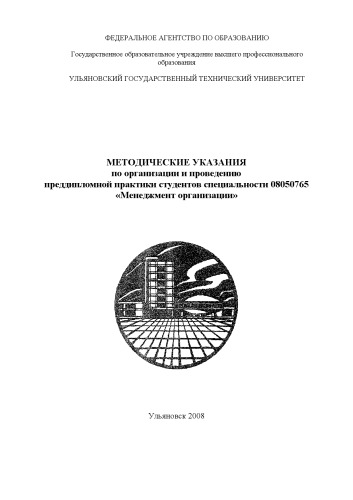 ФЕДЕРАЛЬНОЕ АГЕНТСТВО ПО ОБРАЗОВАНИЮ
Государственное образовательное учреждение высшего профессионального
образования
УЛЬЯНОВСКИЙ ГОСУДАРСТВЕННЫЙ ТЕХНИЧЕСКИЙ УНИВЕРСИТЕТ
МЕТОДИЧЕСКИЕ УКАЗАНИЯ
по организации и проведению
преддипломной практики студентов специальности 08050765
«Менеджмент организации»
Ульяновск 2008